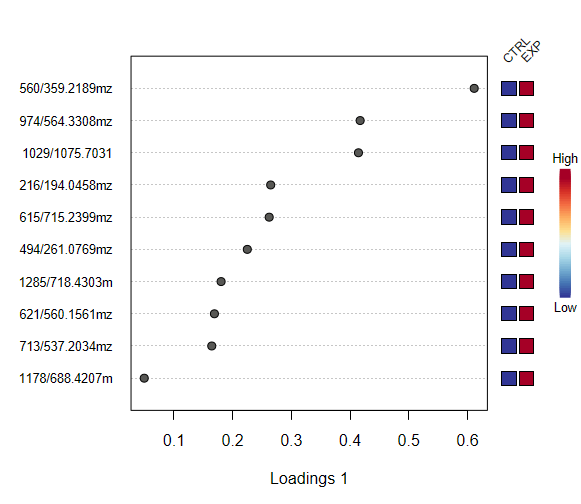 CTRL
EXP
560/359.2189mz
974/564.3308mz
1029/1075.7031
216/194.0458mz
615/715.2399mz
494/261.0769mz
1285/718.4303m
621/560.1561mz
713/537.2034mz
1178/688.4207m
High
Low
0.1 0.2 0.3 0.4 0.5 0.6
Loadings 1